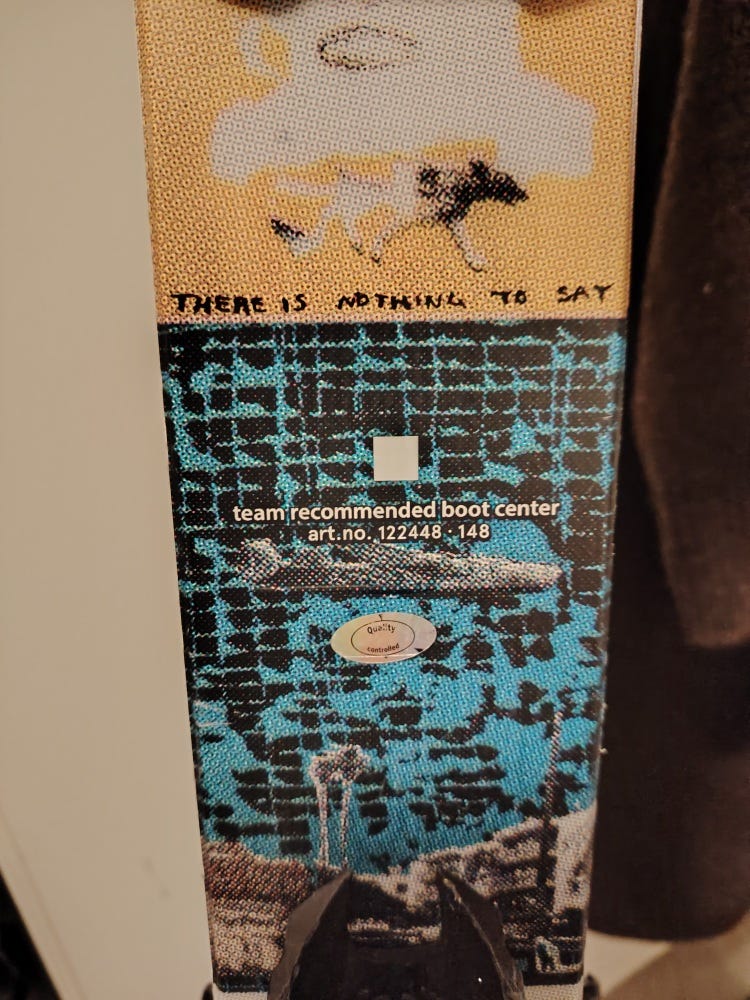 THERE IS NOTHING TO SAY
team recommended boot center
art.no. 122448 · 148
Quality
controlled